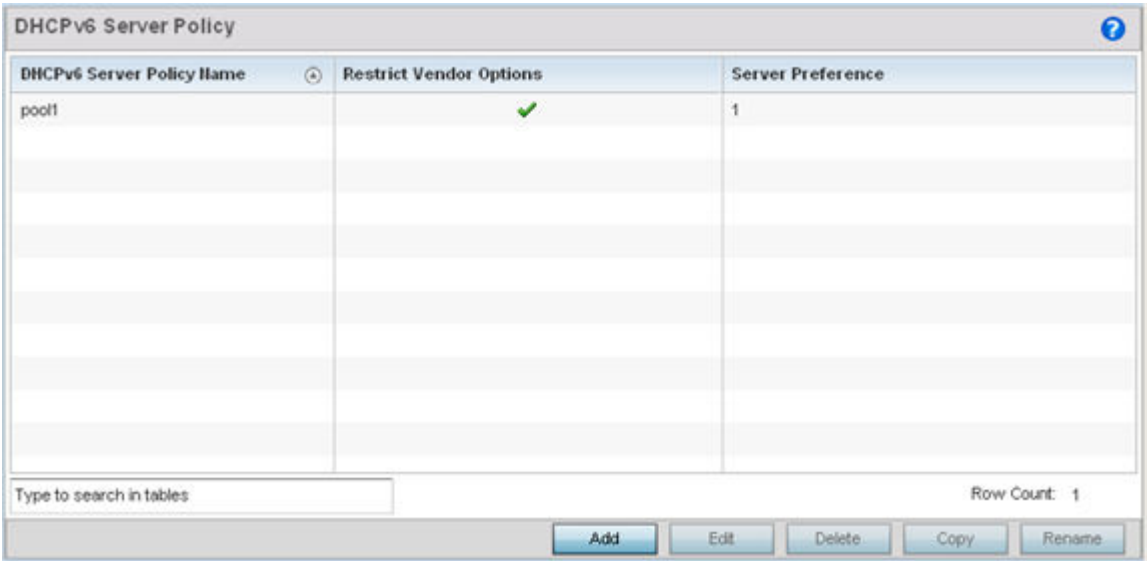 DHCPv6 Server Policy
?
DHCPv6 Server Policy Name Restrict Vendor Options Server Preference
pool1 1
Type to search in tables Row Count: 1
Add Edit Delete Copy Rename